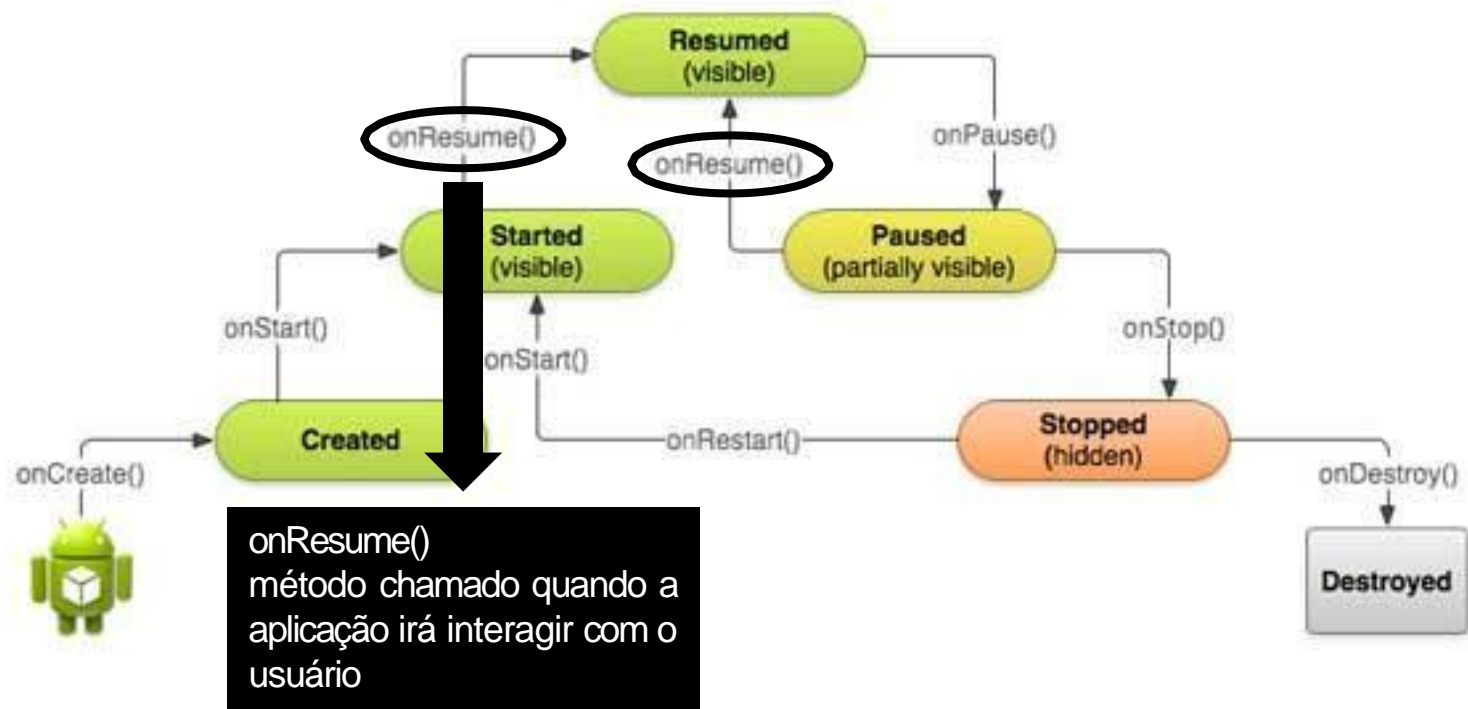 Resumed
(visible)
onResume()
onResume()
onPause()
Started
(visible)
Paused
(partially visible)
onStart()
onStart()
onStop()
Created
onRestart()
Stopped
(hidden)
onCreate()
onDestroy()
Destroyed
onResume()
método chamado quando a
aplicação irá interagir com o
usuário